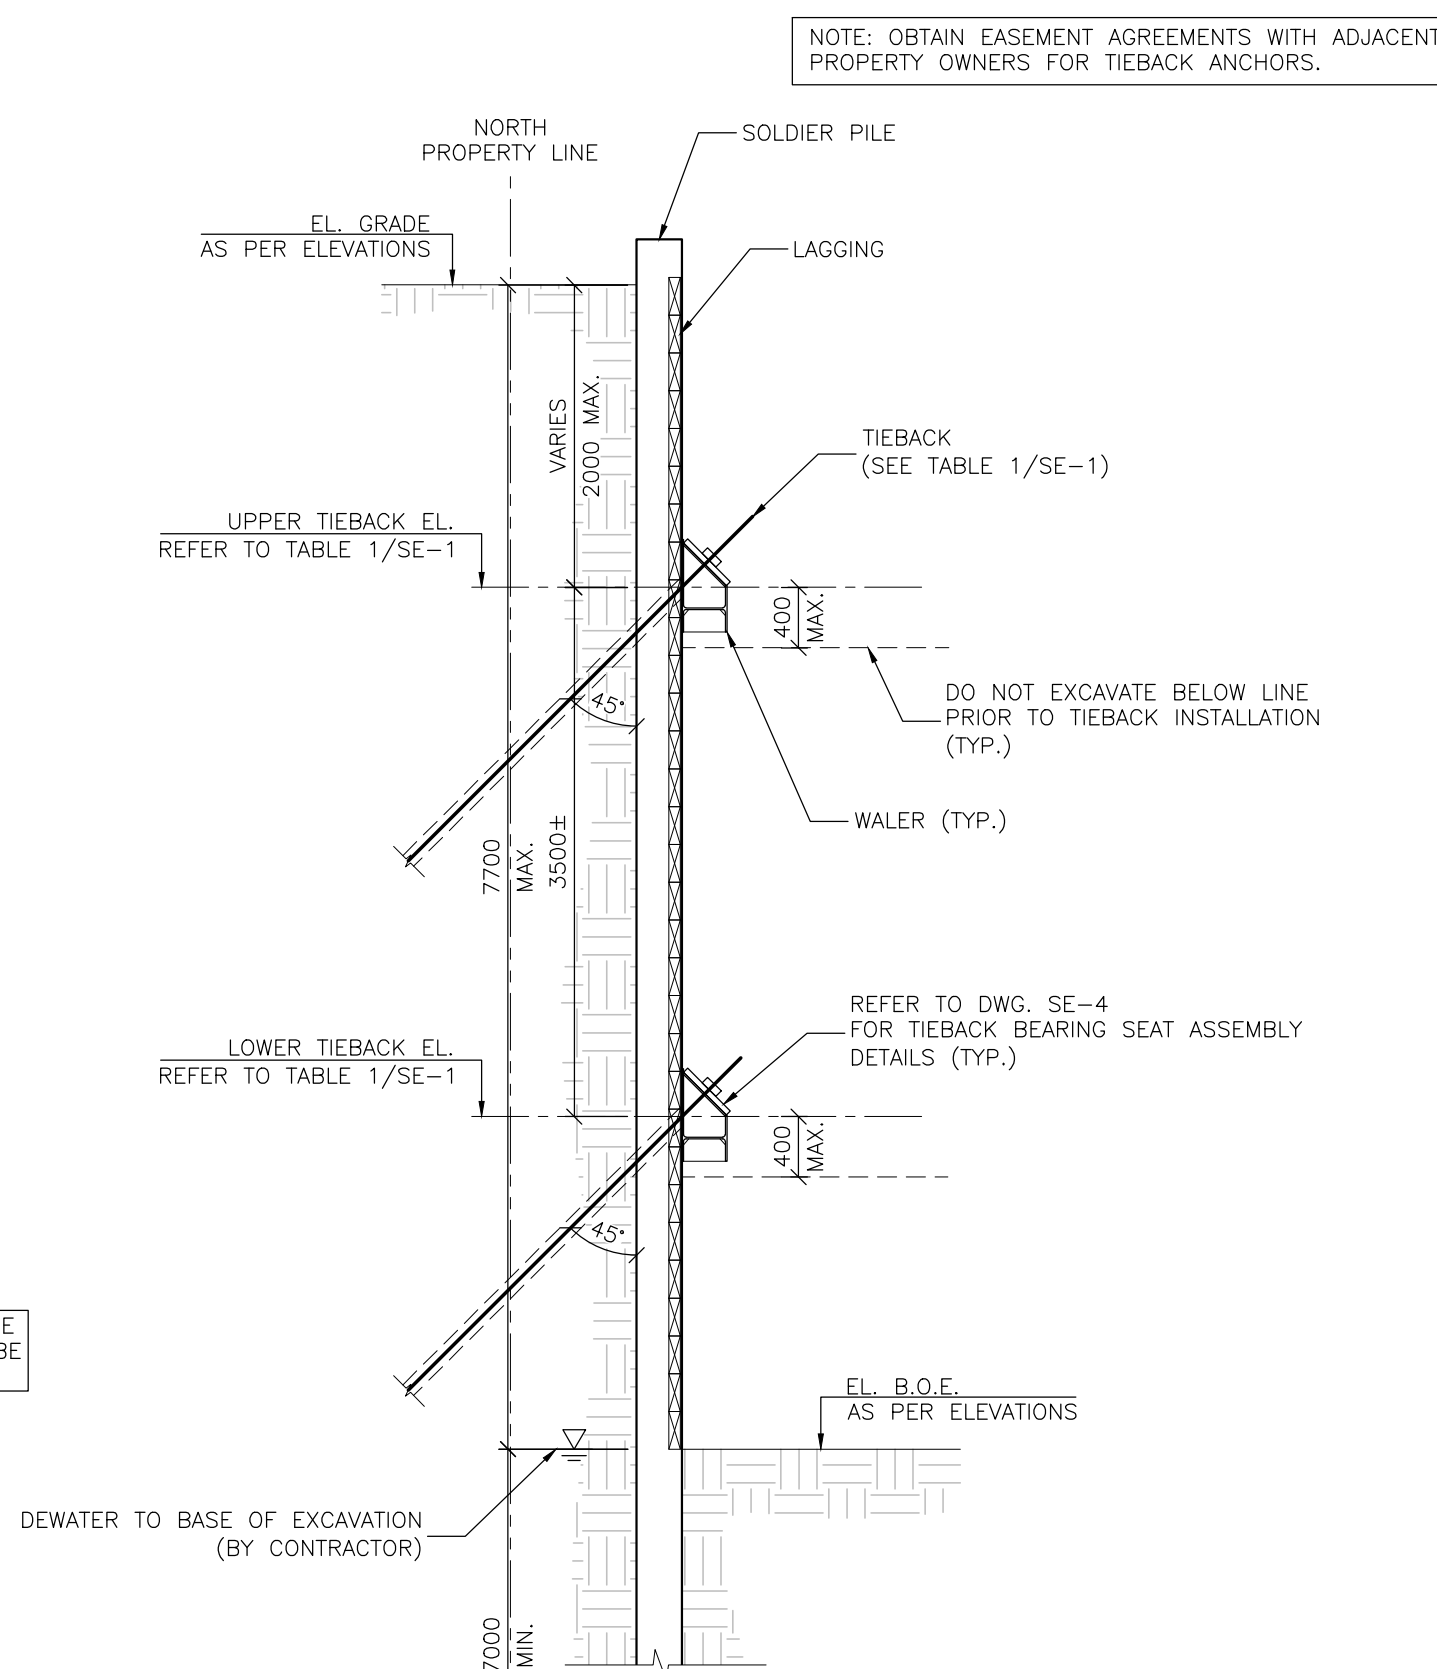 NOTE: OBTAIN EASEMENT AGREEMENTS WITH ADJACENT
PROPERTY OWNERS FOR TIEBACK ANCHORS.
NORTH
PROPERTY LINE
SOLDIER PILE
EL. GRADE
AS PER ELEVATIONS
LAGGING
VARIES
2000 MAX.
TIEBACK
(SEE TABLE 1/SE-1)
UPPER TIEBACK EL.
REFER TO TABLE 1/SE-1
400
MAX.
45°
DO NOT EXCAVATE BELOW LINE
PRIOR TO TIEBACK INSTALLATION
(TYP.)
WALER (TYP.)
7700
MAX.
3500±
REFER TO DWG. SE-4
FOR TIEBACK BEARING SEAT ASSEMBLY
DETAILS (TYP.)
LOWER TIEBACK EL.
REFER TO TABLE 1/SE-1
400
MAX.
45°
E
BE
EL. B.O.E.
AS PER ELEVATIONS
DEWATER TO BASE OF EXCAVATION
(BY CONTRACTOR)
7000
MIN.